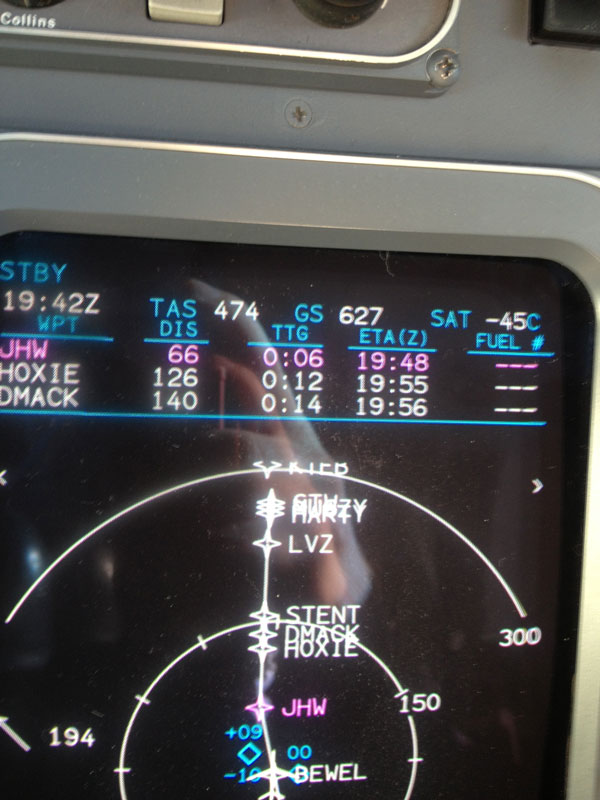 Collins
STBY
19:42Z TAS 474 GS 627 SAT -45C
WPT DIS TTG ETA(Z) FUEL #
JHW 66 0:06 19:48 ---
HOXIE 126 0:12 19:55 ---
DMACK 140 0:14 19:56 ---
HARTY
LVZ
STENT
DMACK
HOXIE
300
JHW
150
194
+09
00
BEWEL